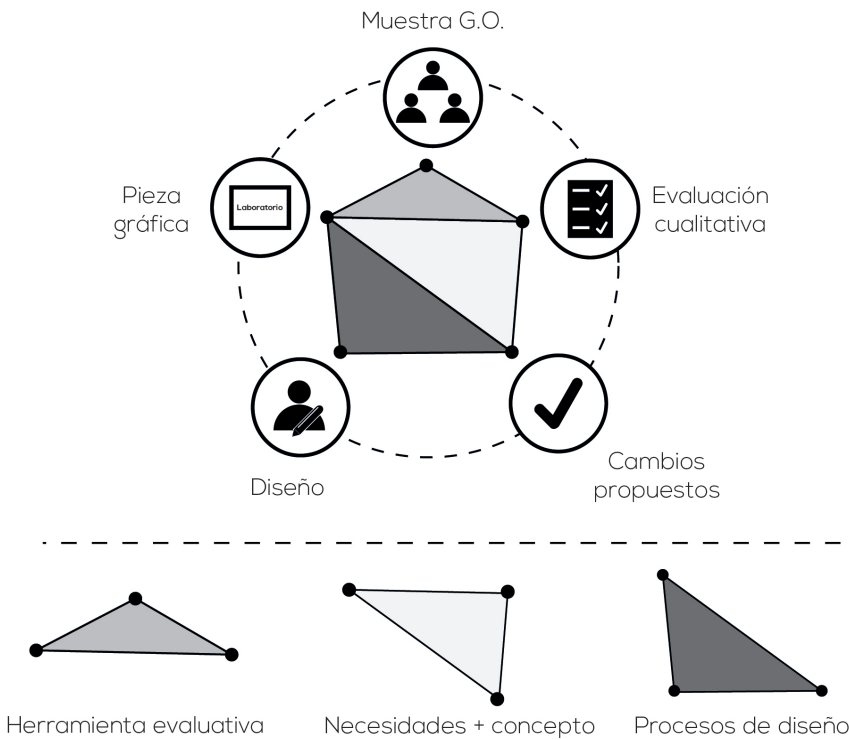 Muestra G.O.
Pieza
gráfica
Laboratorio
Evaluación
cualitativa
Diseño
Cambios
propuestos
Herramienta evaluativa
Necesidades + concepto
Procesos de diseño